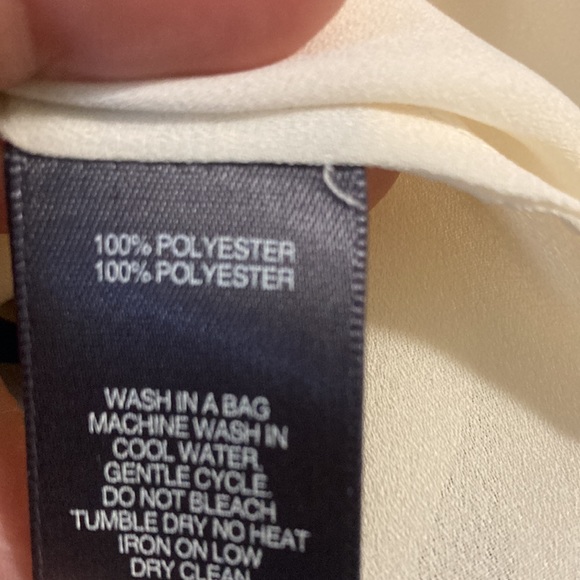 100% POLYESTER
100% POLYESTER
WASH IN A BAG
MACHINE WASH IN
COOL WATER,
GENTLE CYCLE.
DO NOT BLEACH
TUMBLE DRY NO HEAT
IRON ON LOW
DRY CLEAN